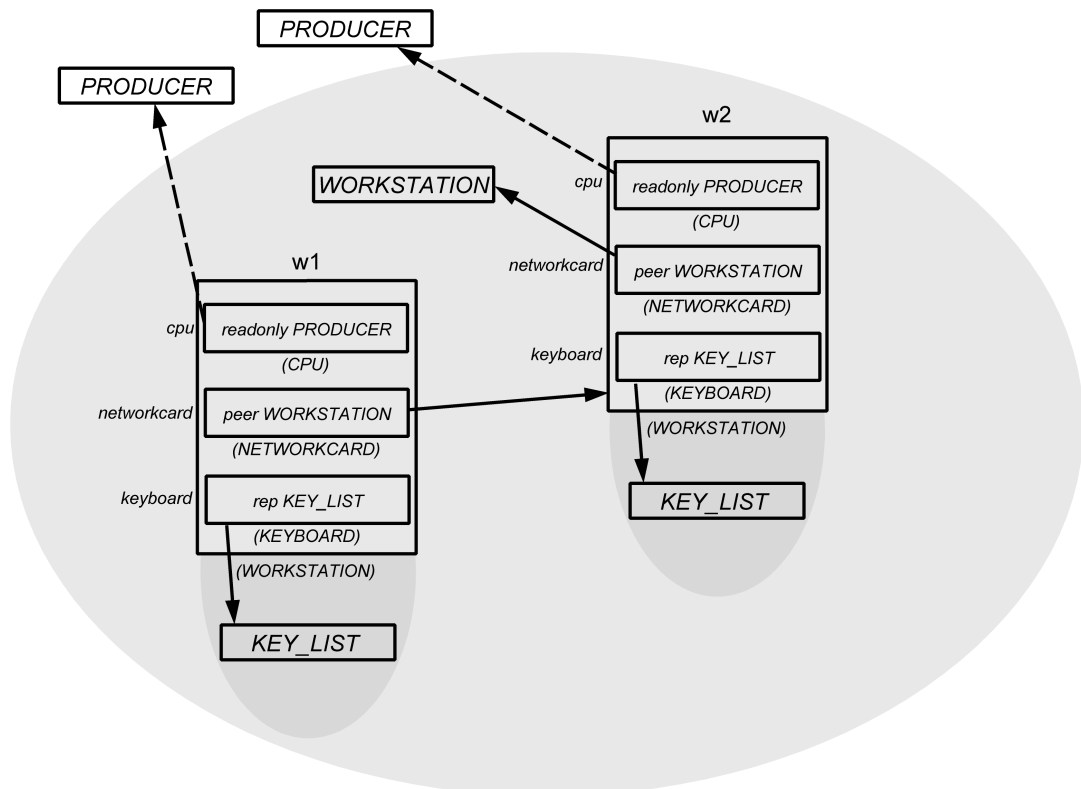 PRODUCER
PRODUCER
w2
WORKSTATION
cpu
readonly PRODUCER
(CPU)
networkcard
peer WORKSTATION
(NETWORKCARD)
keyboard
rep KEY_LIST
(KEYBOARD)
(WORKSTATION)
KEY_LIST
w1
cpu
readonly PRODUCER
(CPU)
networkcard
peer WORKSTATION
(NETWORKCARD)
keyboard
rep KEY_LIST
(KEYBOARD)
(WORKSTATION)
KEY_LIST